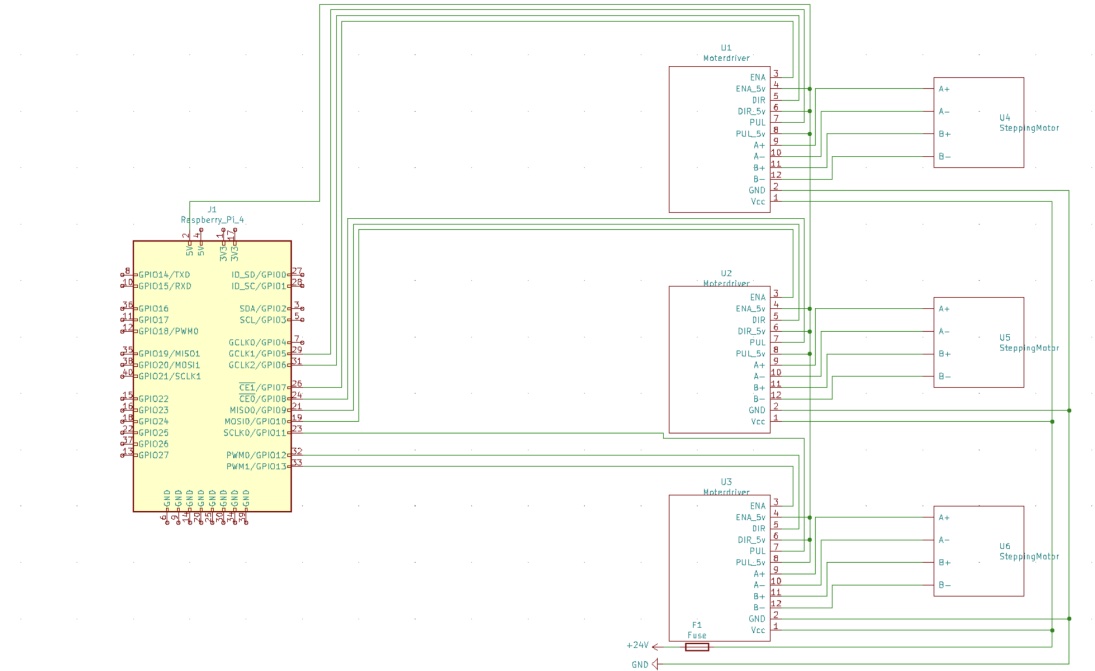 U1
Moterdriver
ENA 3
ENA_5v 4
DIR 5
DIR_5v 6
PUL 7
PUL_5v 8
A+ 9
A- 10
B+ 11
B- 12
GND 2
Vcc 1
A+
A-
B+
B-
U4
SteppingMotor
J1
Raspberry_Pi_4
2 4 1 17
5V 5V 3V3 3V3
8 GPIO14/TXD
10 GPIO15/RXD
36 GPIO16
11 GPIO17
12 GPIO18/PWM0
35 GPIO19/MISO1
38 GPIO20/MOSI1
40 GPIO21/SCLK1
15 GPIO22
16 GPIO23
18 GPIO24
22 GPIO25
37 GPIO26
13 GPIO27
ID_SD/GPIO0 27
ID_SC/GPIO1 28
SDA/GPIO2 3
SCL/GPIO3 5
GCLK0/GPIO4 7
GCLK1/GPIO5 29
GCLK2/GPIO6 31
CE1/GPIO7 26
CE0/GPIO8 24
MISO0/GPIO9 21
MOSI0/GPIO10 19
SCLK0/GPIO11 23
PWM0/GPIO12 32
PWM1/GPIO13 33
GND GND GND GND GND GND GND GND
6 9 14 20 25 30 34 39
U2
Moterdriver
ENA 3
ENA_5v 4
DIR 5
DIR_5v 6
PUL 7
PUL_5v 8
A+ 9
A- 10
B+ 11
B- 12
GND 2
Vcc 1
A+
A-
B+
B-
U5
SteppingMotor
U3
Moterdriver
ENA 3
ENA_5v 4
DIR 5
DIR_5v 6
PUL 7
PUL_5v 8
A+ 9
A- 10
B+ 11
B- 12
GND 2
Vcc 1
A+
A-
B+
B-
U6
SteppingMotor
F1
Fuse
+24V
GND